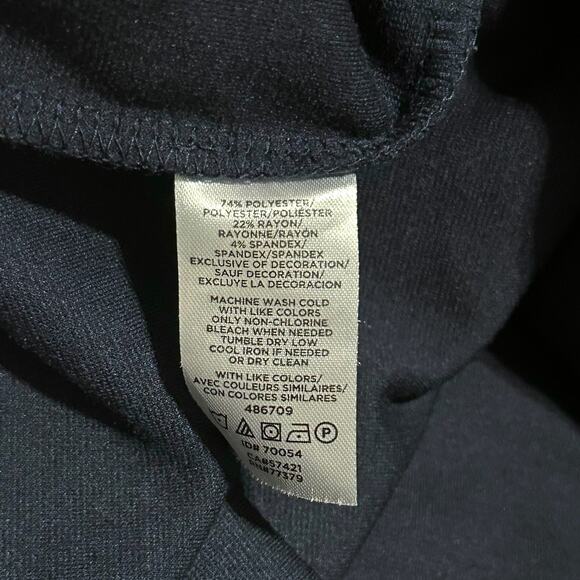 74% POLYESTER/
POLYESTER/POLIÉSTER
22% RAYON/
RAYONNE/RAYÓN
4% SPANDEX/
SPANDEX/SPANDEX
EXCLUSIVE OF DECORATION/
SAUF DECORATION/
EXCLUYE LA DECORACION
MACHINE WASH COLD
WITH LIKE COLORS
ONLY NON-CHLORINE
BLEACH WHEN NEEDED
TUMBLE DRY LOW
COOL IRON IF NEEDED
OR DRY CLEAN
WITH LIKE COLORS/
AVEC COULEURS SIMILAIRES/
CON COLORES SIMILARES
486709
P
ID# 70054
CA#57421
RN#77379